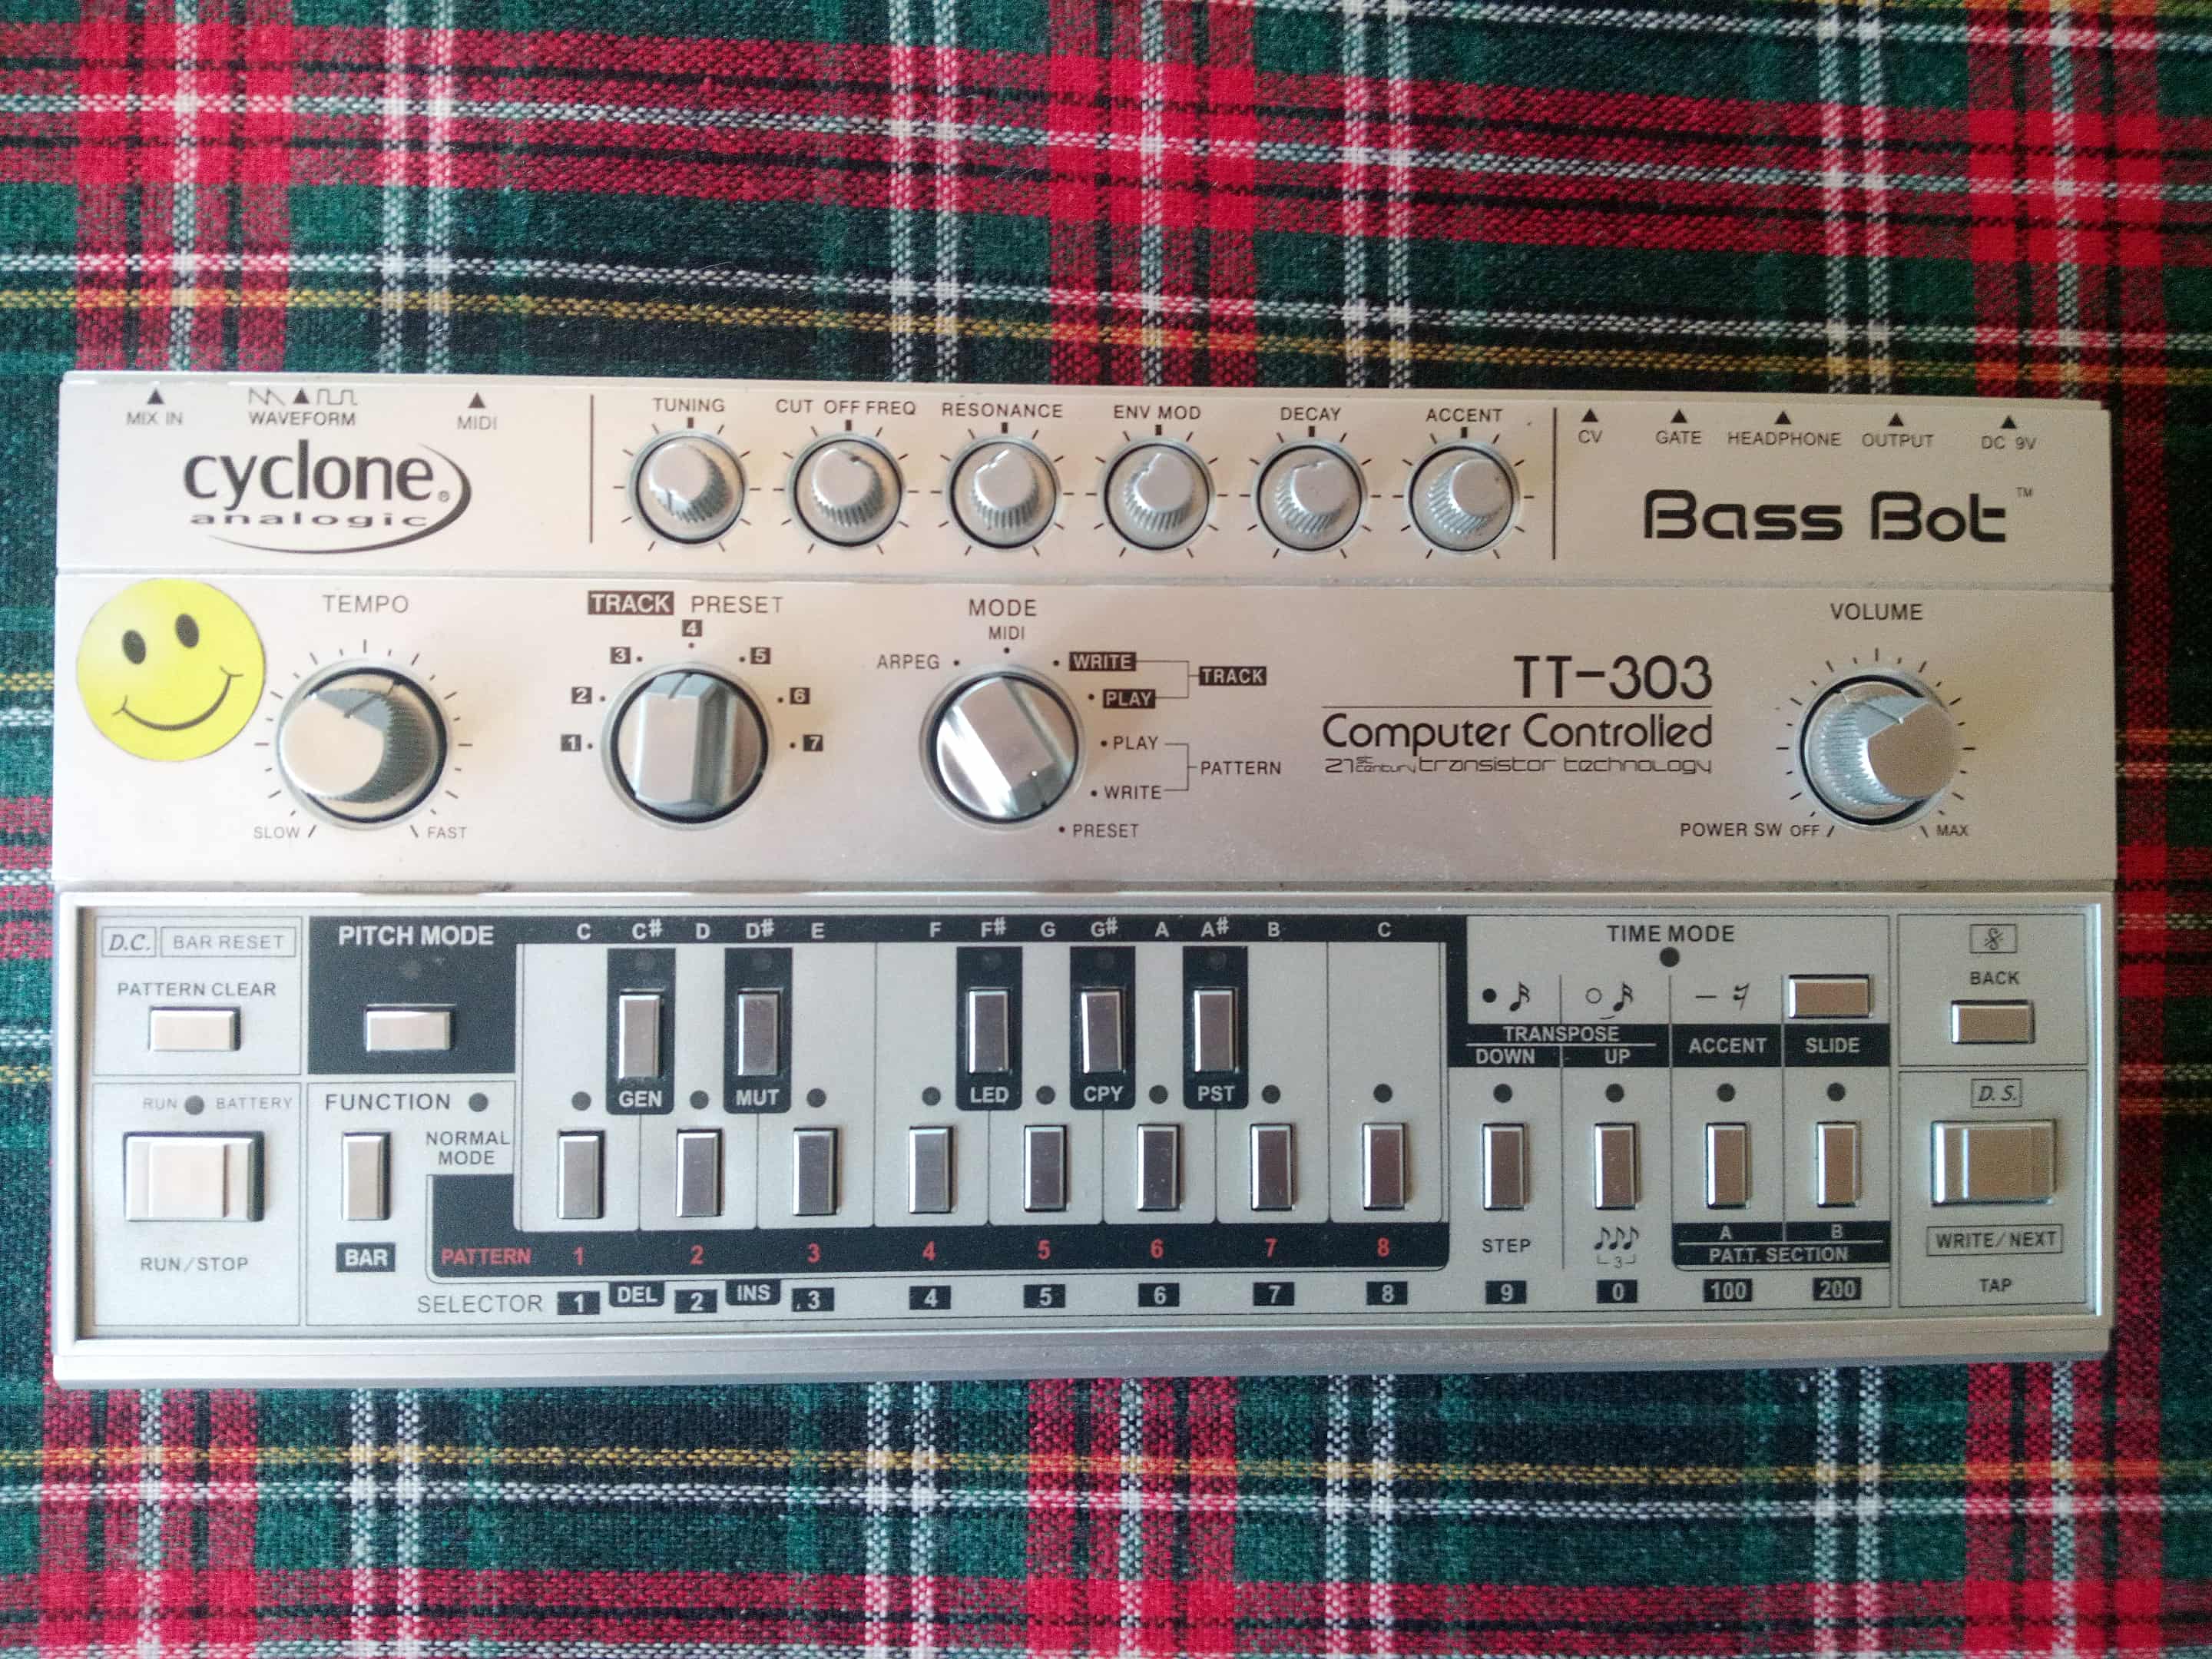 MIX IN
WAVEFORM
MIDI
TUNING
CUT OFF FREQ
RESONANCE
ENV MOD
DECAY
ACCENT
CV
GATE
HEADPHONE
OUTPUT
DC 9V
cyclone®
analogic
Bass Bot™
TEMPO
SLOW
FAST
TRACK PRESET
1
2
3
4
5
6
7
MODE
MIDI
ARPEG
WRITE
PLAY
TRACK
PLAY
WRITE
PATTERN
PRESET
TT-303
Computer Controlled
21st century transistor technology
VOLUME
POWER SW OFF
MAX
D.C. BAR RESET
PATTERN CLEAR
PITCH MODE
C C# D D# E F F# G G# A A# B C
TIME MODE
BACK
TRANSPOSE
DOWN UP
ACCENT
SLIDE
RUN BATTERY
FUNCTION
GEN MUT LED CPY PST
D.S.
NORMAL
MODE
RUN/STOP
BAR
PATTERN 1 2 3 4 5 6 7 8
STEP
3
A B
PATT. SECTION
WRITE/NEXT
SELECTOR 1 DEL 2 INS 3 4 5 6 7 8 9 0 100 200
TAP